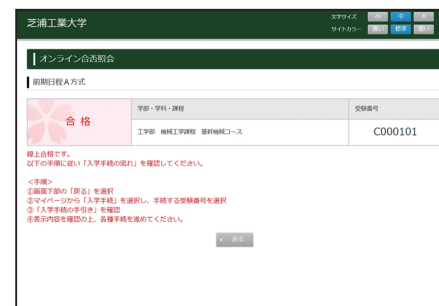 芝浦工業大学
文字サイズ 小 中 大
サイトカラー 濃い 標準 濃い
オンライン合否照会
前期日程A方式
合格
学部・学科・課程
受験番号
工学部 機械工学課程 基幹機械コース
C000101
繰上合格です。
以下の手順に従い「入学手続の流れ」を確認してください。
<手順>
①画面下部の「戻る」を選択
②マイページから「入学手続」を選択し、手続する受験番号を選択
③「入学手続の手引き」を確認
④表示内容を確認の上、各種手続を進めてください。
戻る